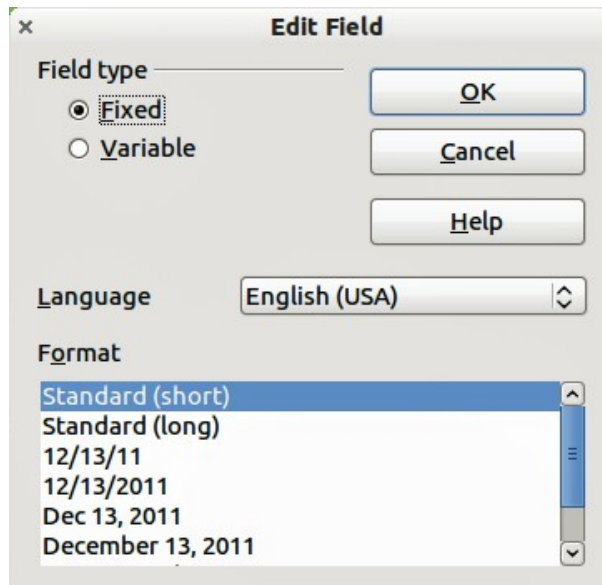 Edit Field
Field type
Fixed
Variable
OK
Cancel
Help
Language
English (USA)
Format
Standard (short)
Standard (long)
12/13/11
12/13/2011
Dec 13, 2011
December 13, 2011